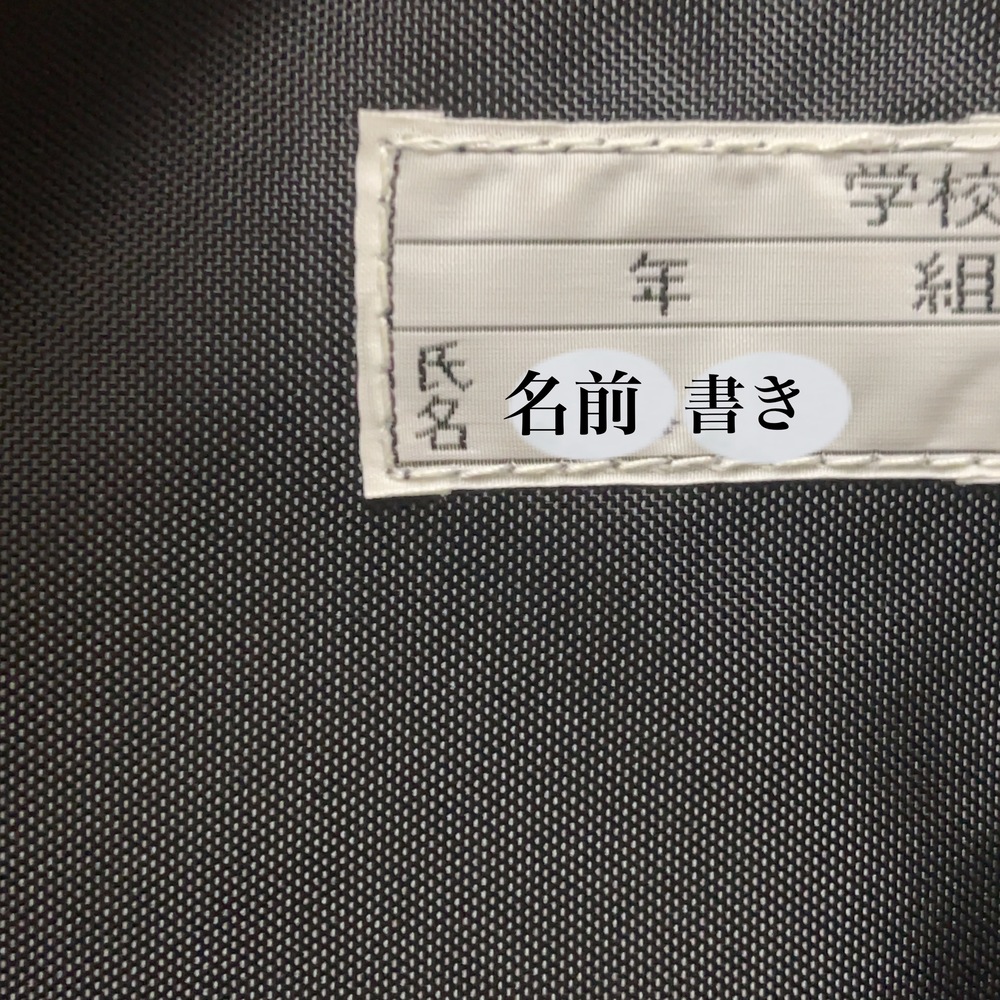 学校
年 組
氏名 名前 書き